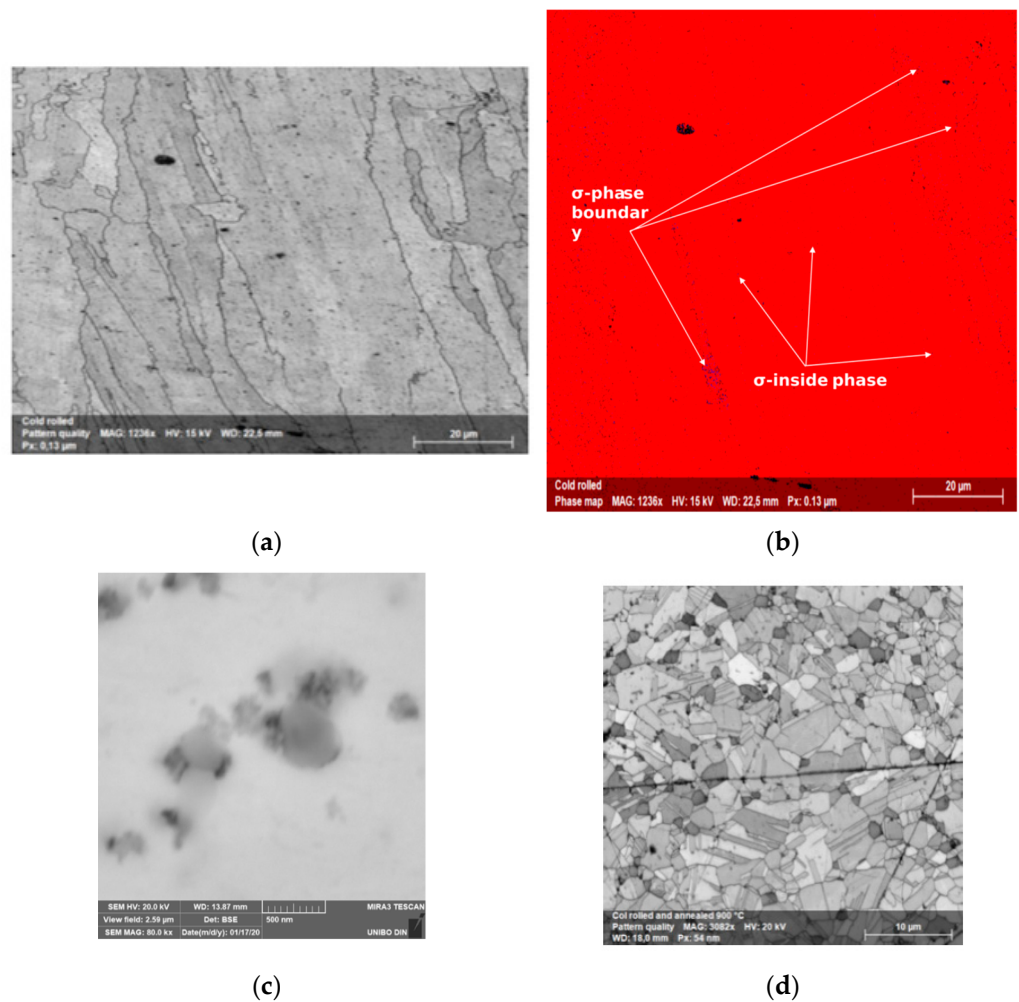 Cold rolled
Pattern quality MAG: 1236x HV: 15 kV WD: 22,5 mm
Px: 0,13 µm
20 µm
σ-phase
boundar
y
σ-inside phase
Cold rolled
Phase map MAG: 1236x HV: 15 kV WD: 22,5 mm Px: 0.13 µm
20 µm
(a)
(b)
SEM HV: 20.0 kV WD: 13.87 mm MIRA3 TESCAN
View field: 2.59 µm Det: BSE 500 nm
SEM MAG: 80.0 kx Date(m/d/y): 01/17/20 UNIBO DIN
Col rolled and annealed 900 °C
Pattern quality MAG: 3082x HV: 20 kV
WD: 18,0 mm Px: 54 nm
10 µm
(c)
(d)